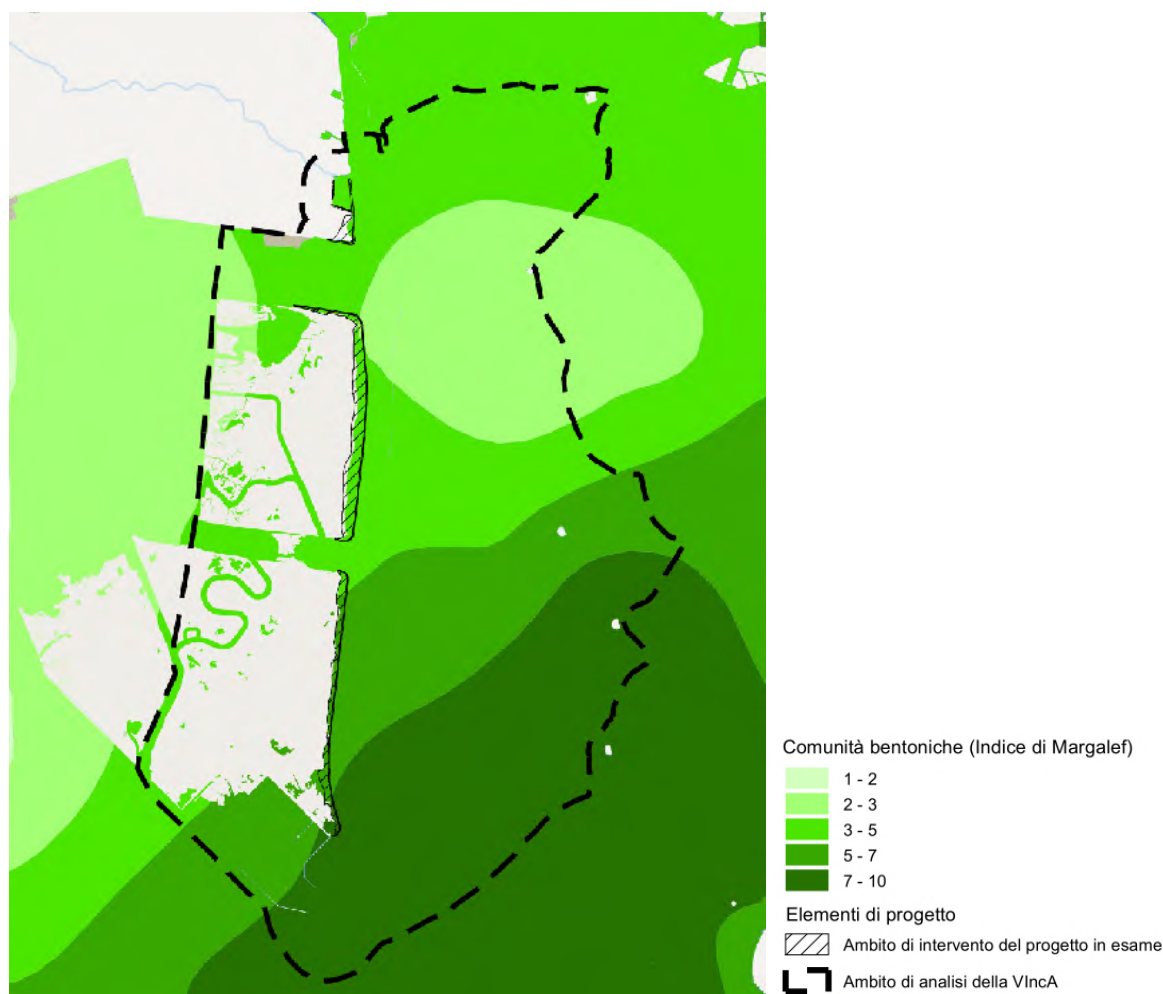 Comunità bentoniche (Indice di Margalef)
1 - 2
2 - 3
3 - 5
5 - 7
7 - 10
Elementi di progetto
Ambito di intervento del progetto in esame
Ambito di analisi della VIncA